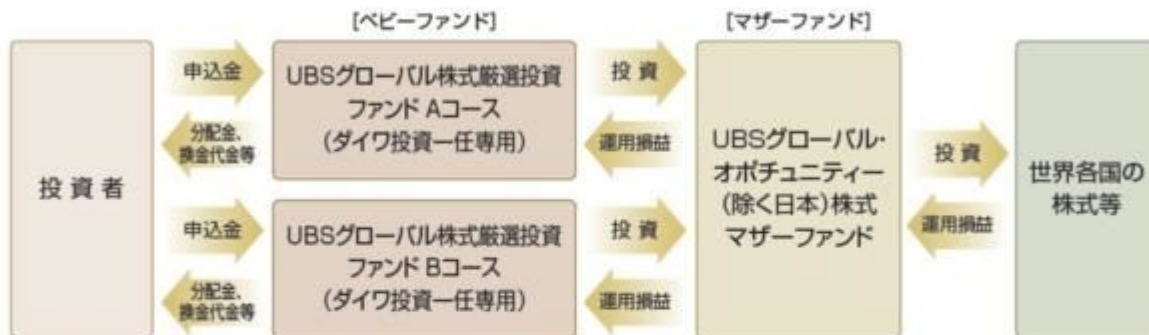 [ベビーファンド]
[マザーファンド]
投資者
申込金
分配金、
換金代金等
UBSグローバル株式厳選投資
ファンド Aコース
(ダイワ投資一任専用)
投資
運用損益
申込金
分配金、
換金代金等
UBSグローバル株式厳選投資
ファンド Bコース
(ダイワ投資一任専用)
投資
運用損益
UBSグローバル・
オポチュニティー
(除く日本)株式
マザーファンド
投資
運用損益
世界各国の
株式等